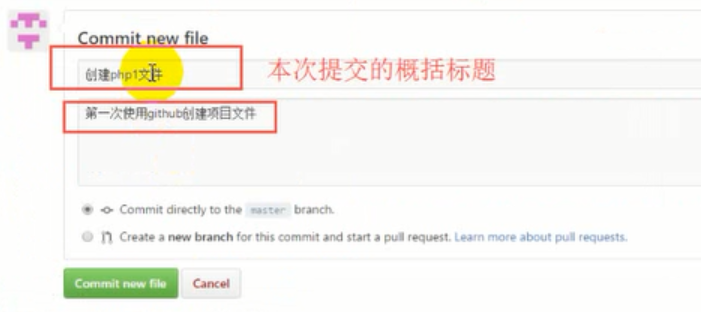 Commit new file
创建php1文件
本次提交的概括标题
第一次使用github创建项目文件
Commit directly to the master branch.
Create a new branch for this commit and start a pull request. Learn more about pull requests.
Commit new file
Cancel